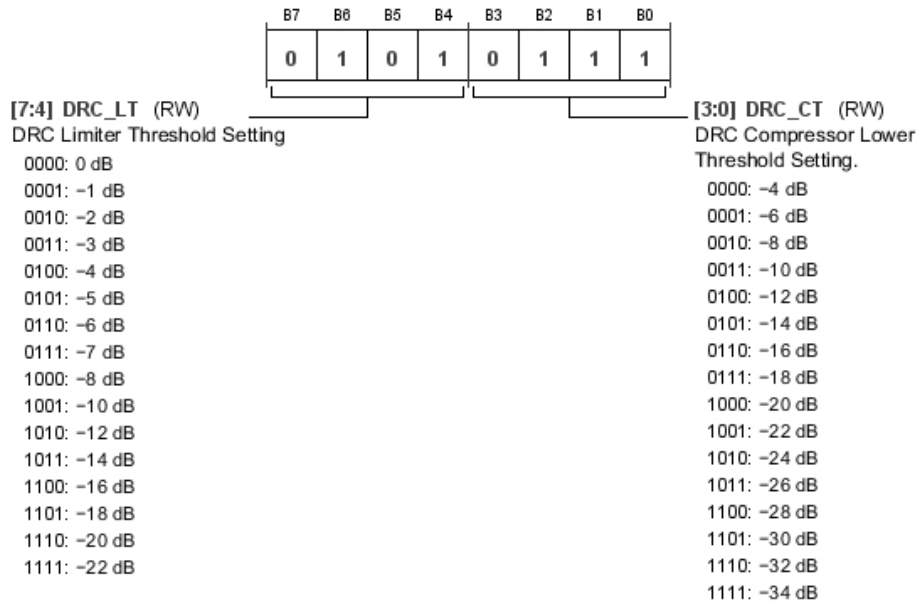 B7 B6 B5 B4 B3 B2 B1 B0
0 1 0 1 0 1 1 1
[7:4] DRC_LT (RW)
DRC Limiter Threshold Setting
0000: 0 dB
0001: −1 dB
0010: −2 dB
0011: −3 dB
0100: −4 dB
0101: −5 dB
0110: −6 dB
0111: −7 dB
1000: −8 dB
1001: −10 dB
1010: −12 dB
1011: −14 dB
1100: −16 dB
1101: −18 dB
1110: −20 dB
1111: −22 dB
[3:0] DRC_CT (RW)
DRC Compressor Lower
Threshold Setting.
0000: −4 dB
0001: −6 dB
0010: −8 dB
0011: −10 dB
0100: −12 dB
0101: −14 dB
0110: −16 dB
0111: −18 dB
1000: −20 dB
1001: −22 dB
1010: −24 dB
1011: −26 dB
1100: −28 dB
1101: −30 dB
1110: −32 dB
1111: −34 dB